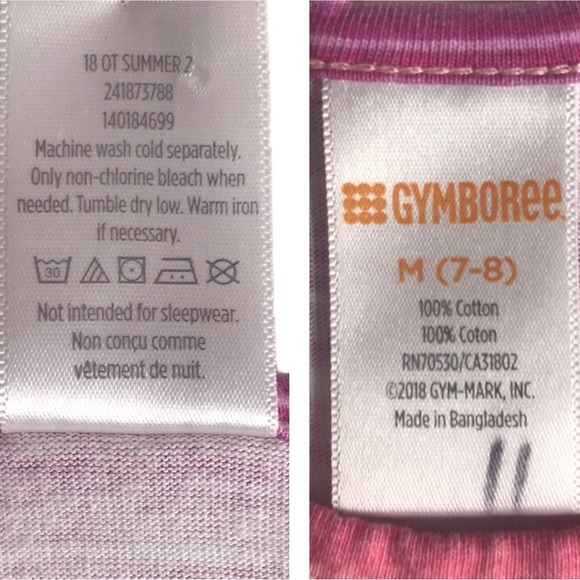 18 OT SUMMER 2
241873788
140184699
Machine wash cold separately.
Only non-chlorine bleach when
needed. Tumble dry low. Warm iron
if necessary.
30
Not intended for sleepwear.
Non conçu comme
vêtement de nuit.
GYMBOREE
M (7-8)
100% Cotton
100% Coton
RN70530/CA31802
©2018 GYM-MARK, INC.
Made in Bangladesh
11